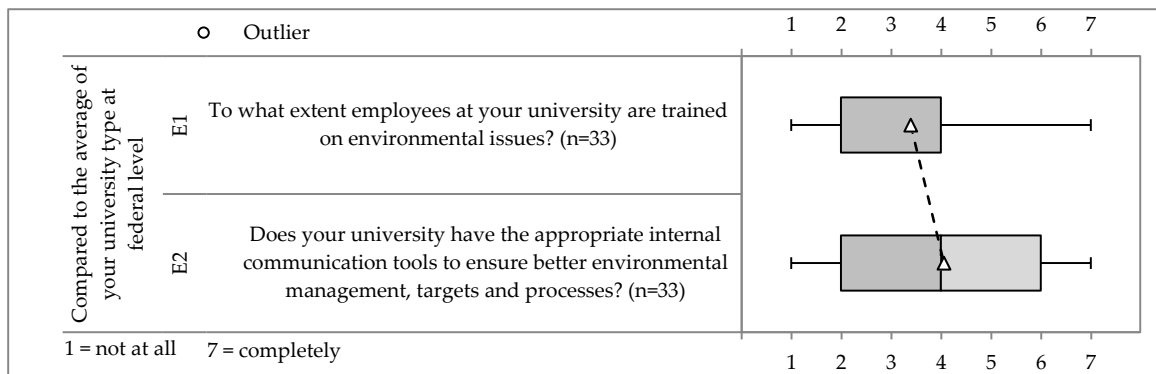 Outlier
1 2 3 4 5 6 7
Compared to the average of
your university type at
federal level
E1
To what extent employees at your university are trained
on environmental issues? (n=33)
E2
Does your university have the appropriate internal
communication tools to ensure better environmental
management, targets and processes? (n=33)
1 = not at all 7 = completely
1 2 3 4 5 6 7